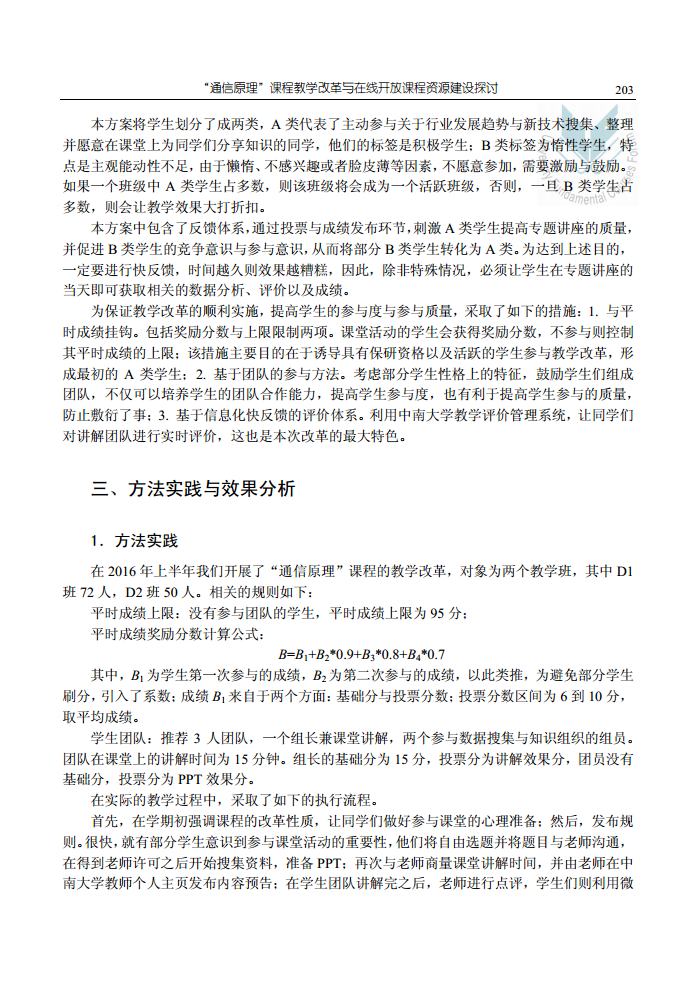 “通信原理”课程教学改革与在线开放课程资源建设探讨 203
本方案将学生划分了成两类，A 类代表了主动参与关于行业发展趋势与新技术搜集、整理
并愿意在课堂上为同学们分享知识的同学，他们的标签是积极学生；B 类标签为惰性学生，特
点是主观能动性不足，由于懒惰、不感兴趣或者脸皮薄等因素，不愿意参加，需要激励与鼓励。
如果一个班级中 A 类学生占多数，则该班级将会成为一个活跃班级，否则，一旦 B 类学生占
多数，则会让教学效果大打折扣。
本方案中包含了反馈体系，通过投票与成绩发布环节，刺激 A 类学生提高专题讲座的质量，
并促进 B 类学生的竞争意识与参与意识，从而将部分 B 类学生转化为 A 类。为达到上述目的，
一定要进行快反馈，时间越久则效果越糟糕，因此，除非特殊情况，必须让学生在专题讲座的
当天即可获取相关的数据分析、评价以及成绩。
为保证教学改革的顺利实施，提高学生的参与度与参与质量，采取了如下的措施：1. 与平
时成绩挂钩。包括奖励分数与上限限制两项。课堂活动的学生会获得奖励分数，不参与则控制
其平时成绩的上限；该措施主要目的在于诱导具有保研资格以及活跃的学生参与教学改革，形
成最初的 A 类学生；2. 基于团队的参与方法。考虑部分学生性格上的特征，鼓励学生们组成
团队，不仅可以培养学生的团队合作能力，提高学生参与度，也有利于提高学生参与的质量，
防止敷衍了事；3. 基于信息化快反馈的评价体系。利用中南大学教学评价管理系统，让同学们
对讲解团队进行实时评价，这也是本次改革的最大特色。
三、方法实践与效果分析
1．方法实践
在 2016 年上半年我们开展了“通信原理”课程的教学改革，对象为两个教学班，其中 D1
班 72 人，D2 班 50 人。相关的规则如下：
平时成绩上限：没有参与团队的学生，平时成绩上限为 95 分；
平时成绩奖励分数计算公式：
B=B1+B2*0.9+B3*0.8+B4*0.7
其中，B1 为学生第一次参与的成绩，B2 为第二次参与的成绩，以此类推，为避免部分学生
刷分，引入了系数；成绩 B1 来自于两个方面：基础分与投票分数；投票分数区间为 6 到 10 分，
取平均成绩。
学生团队：推荐 3 人团队，一个组长兼课堂讲解，两个参与数据搜集与知识组织的组员。
团队在课堂上的讲解时间为 15 分钟。组长的基础分为 15 分，投票分为讲解效果分，团员没有
基础分，投票分为 PPT 效果分。
在实际的教学过程中，采取了如下的执行流程。
首先，在学期初强调课程的改革性质，让同学们做好参与课堂的心理准备；然后，发布规
则。很快，就有部分学生意识到参与课堂活动的重要性，他们将自由选题并将题目与老师沟通，
在得到老师许可之后开始搜集资料，准备 PPT；再次与老师商量课堂讲解时间，并由老师在中
南大学教师个人主页发布内容预告；在学生团队讲解完之后，老师进行点评，学生们则利用微